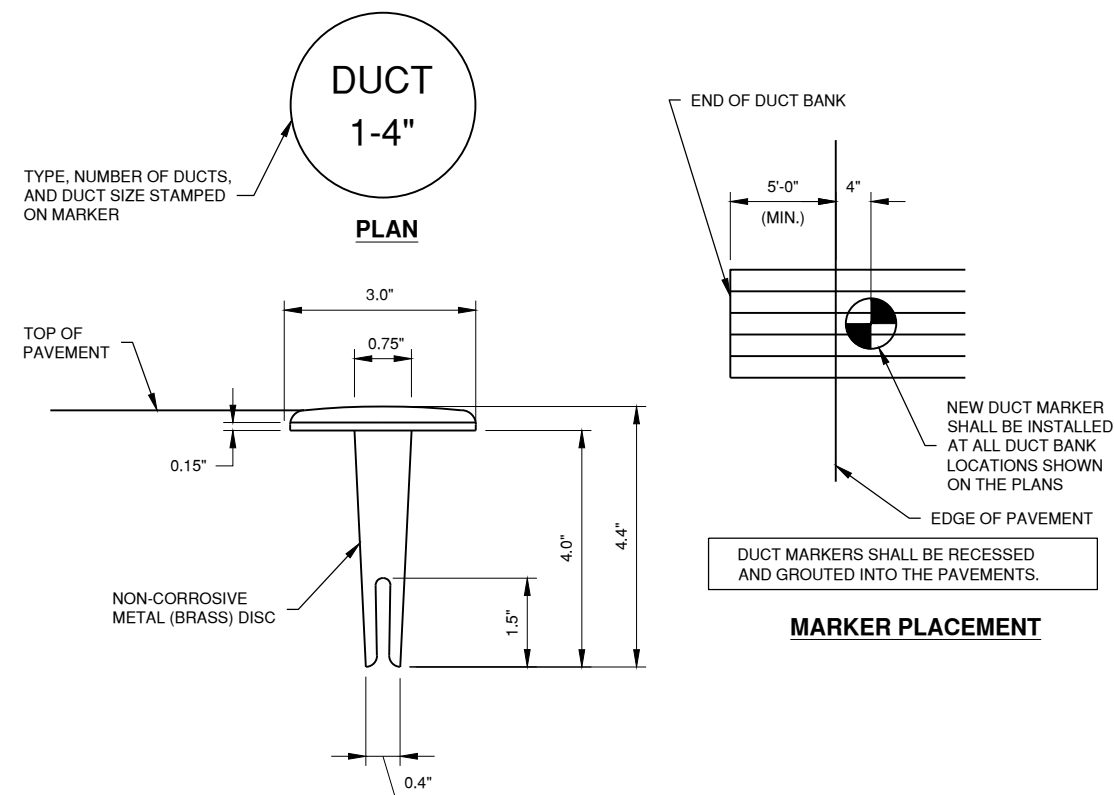 DUCT
1-4"
TYPE, NUMBER OF DUCTS,
AND DUCT SIZE STAMPED
ON MARKER
PLAN
3.0"
TOP OF
PAVEMENT
0.75"
0.15"
4.0"
4.4"
NON-CORROSIVE
METAL (BRASS) DISC
1.5"
0.4"
END OF DUCT BANK
5'-0"
(MIN.)
4"
NEW DUCT MARKER
SHALL BE INSTALLED
AT ALL DUCT BANK
LOCATIONS SHOWN
ON THE PLANS
EDGE OF PAVEMENT
DUCT MARKERS SHALL BE RECESSED
AND GROUTED INTO THE PAVEMENTS.
MARKER PLACEMENT